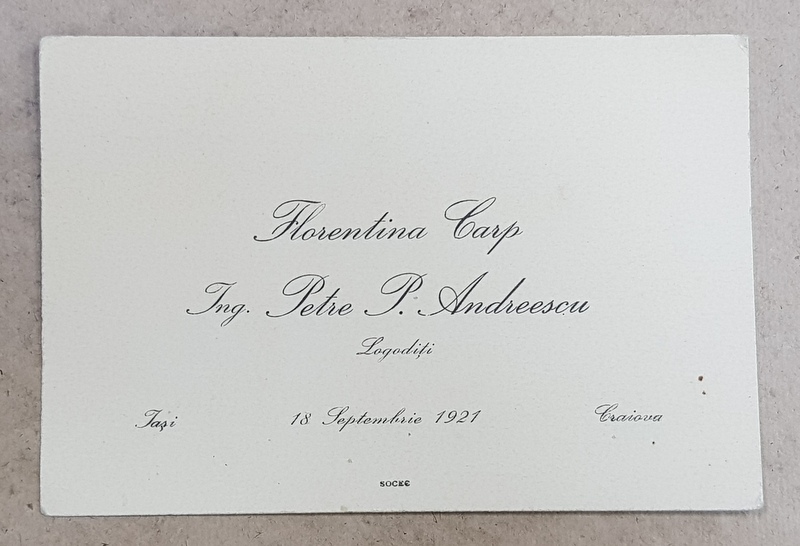 Florentina Carp
Ing. Petre P. Andreescu
Logodiți
Iași 18 Septembrie 1921 Craiova
SOCEC